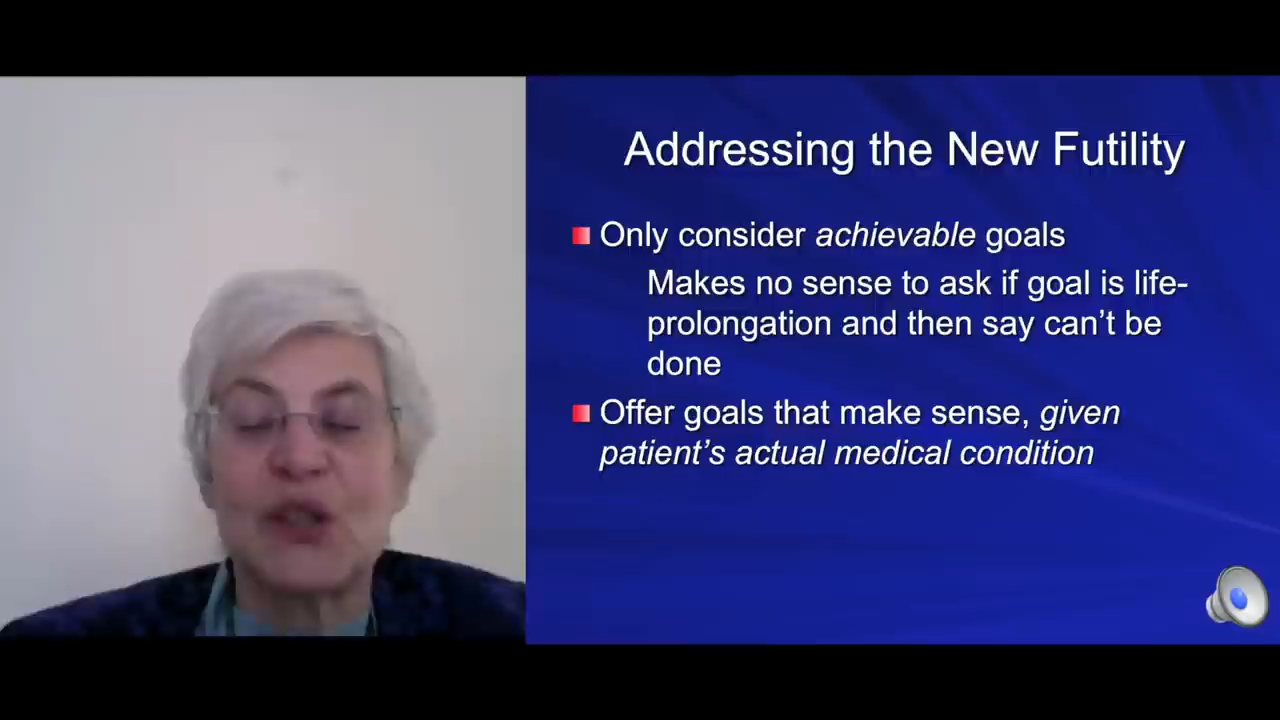 Addressing the New Futility
Only consider achievable goals
Makes no sense to ask if goal is life-
prolongation and then say can’t be
done
Offer goals that make sense, given
patient’s actual medical condition